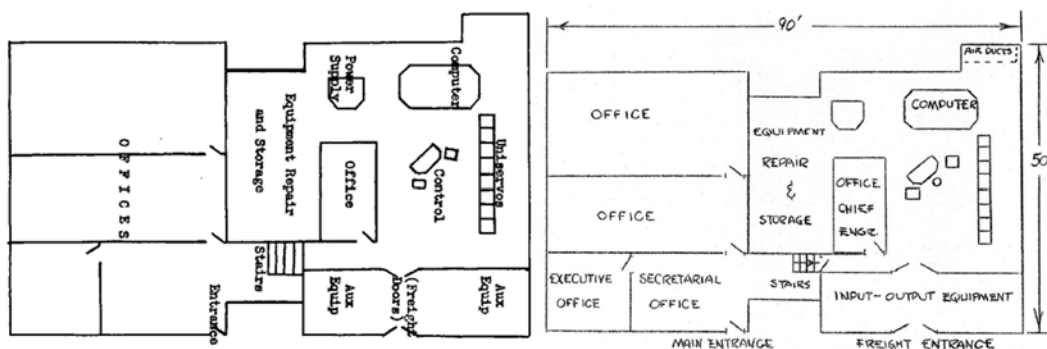 Power
Supply
Computer
Equipment Repair
and Storage
Office
Control
Uniservos
OFFICES
Stairs
Entrance
Aux
Equip
(Freight
Doors)
Aux
Equip
90'
AIR DUCTS
50'
OFFICE
COMPUTER
EQUIPMENT
REPAIR
&
STORAGE
OFFICE
CHIEF
ENGR.
OFFICE
EXECUTIVE
OFFICE
SECRETARIAL
OFFICE
STAIRS
INPUT-OUTPUT EQUIPMENT
MAIN ENTRANCE
FREIGHT ENTRANCE